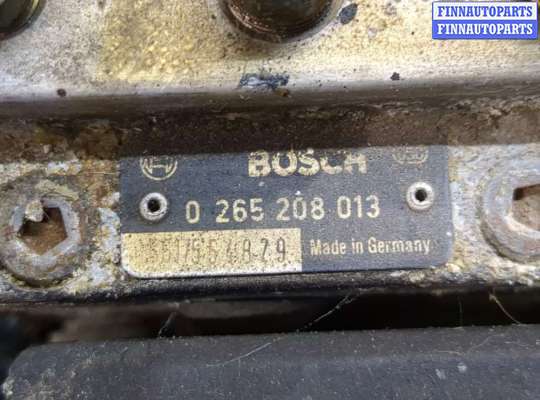 FINNAUTOPARTS
FINNAUTOPARTS
BOSCH
0 265 208 013
Made in Germany